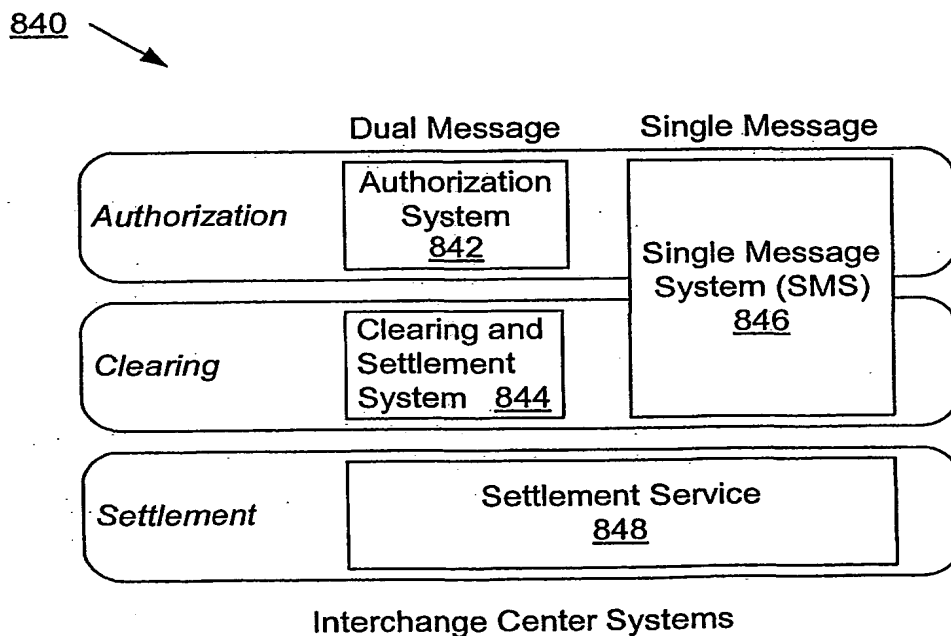 840
Dual Message
Single Message
Authorization
Authorization
System
842
Single Message
System (SMS)
846
Clearing
Clearing and
Settlement
System 844
Settlement
Settlement Service
848
Interchange Center Systems